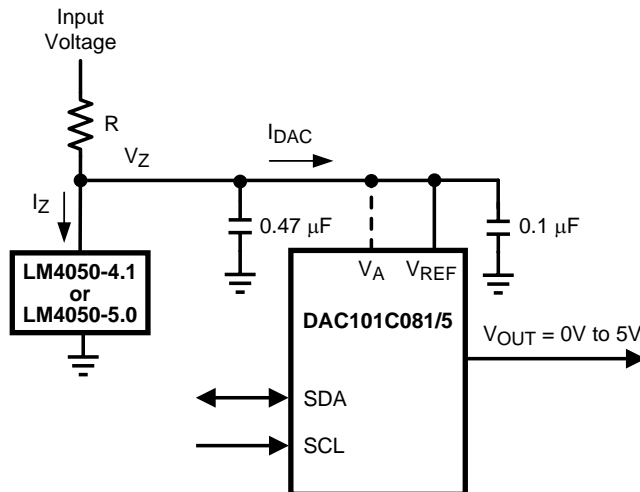 Input
Voltage
R
I_DAC
V_Z
I_Z
0.47 μF
0.1 μF
LM4050-4.1
or
LM4050-5.0
V_A
V_REF
DAC101C081/5
V_OUT = 0V to 5V
SDA
SCL